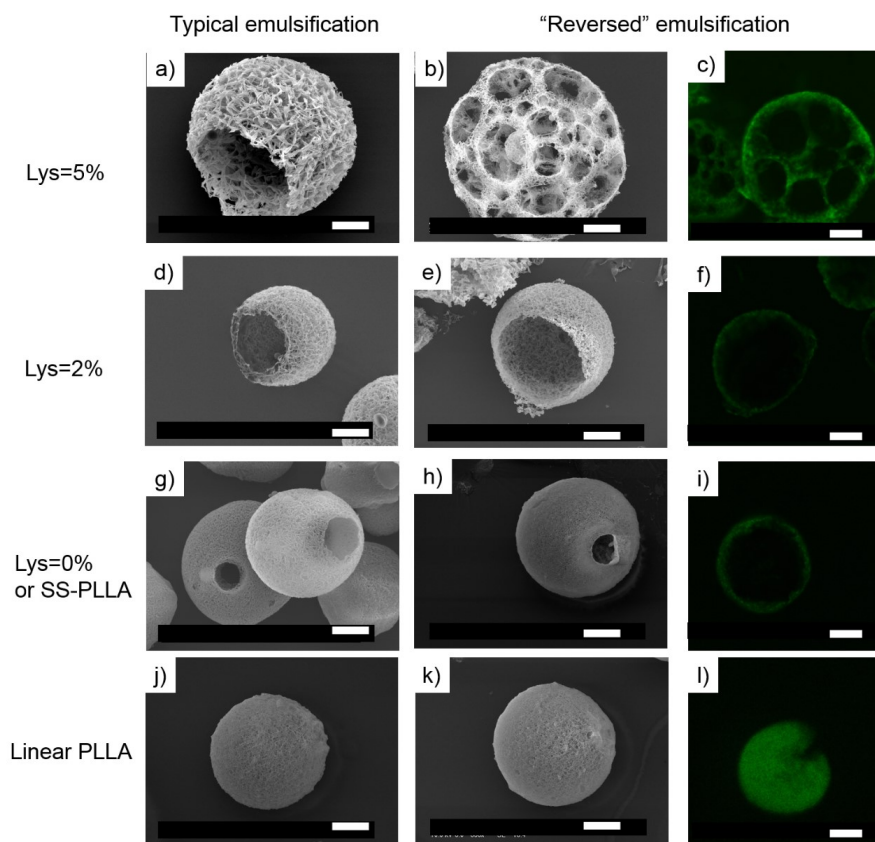 Typical emulsification
“Reversed” emulsification
a)
b)
c)
Lys=5%
d)
e)
f)
Lys=2%
g)
h)
i)
Lys=0%
or SS-PLLA
j)
k)
l)
Linear PLLA